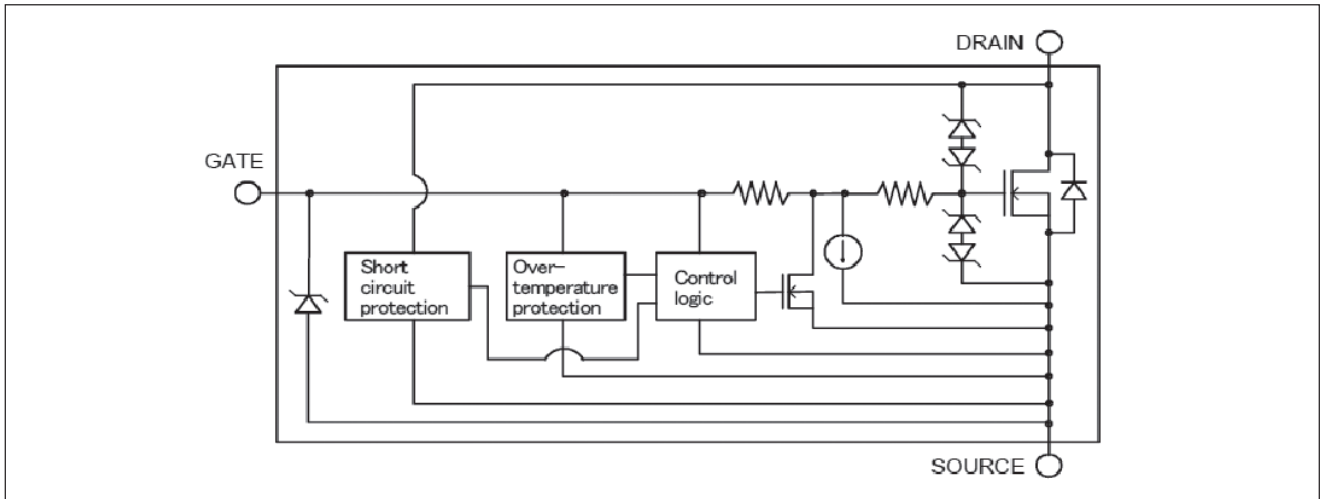 DRAIN
GATE
Short
circuit
protection
Over-
temperature
protection
Control
logic
SOURCE